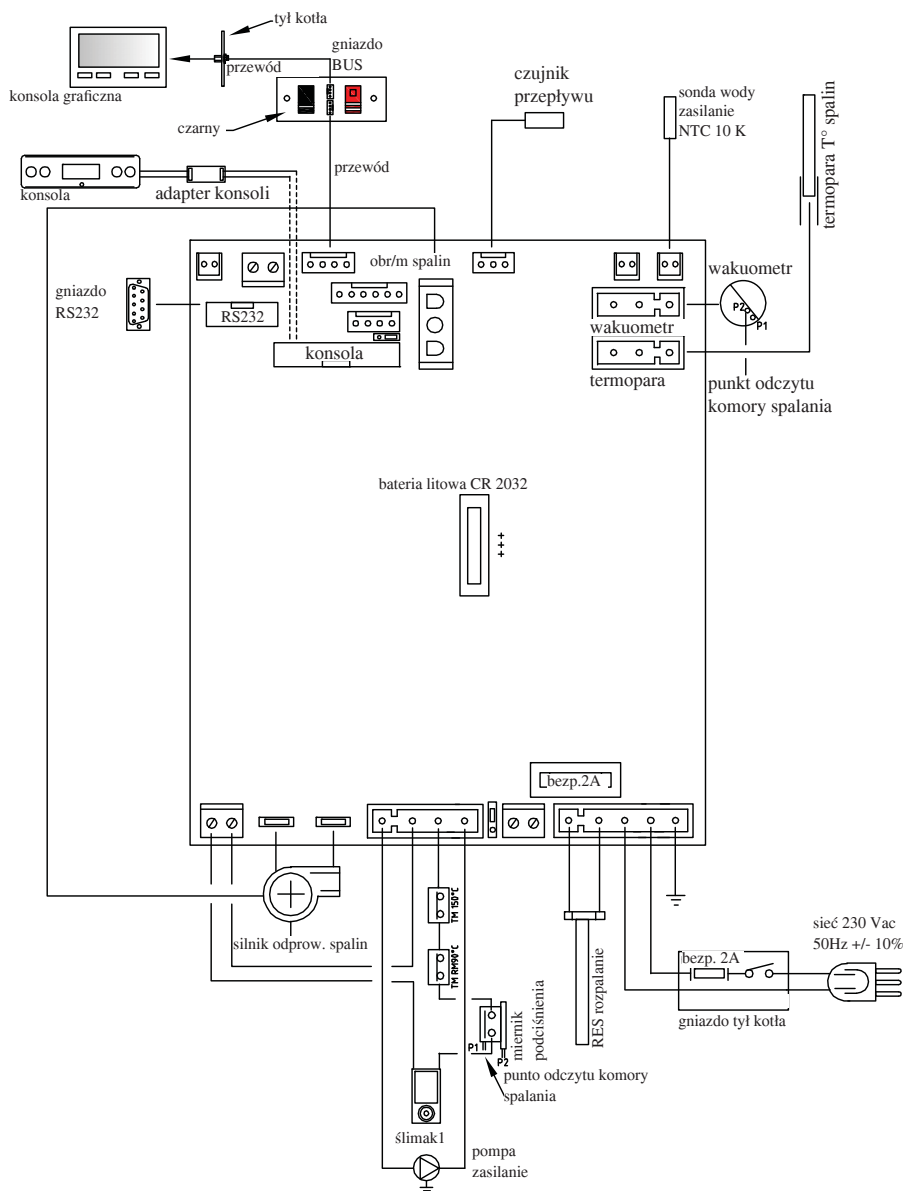 tył kotła
konsola graficzna
przewód
gniazdo
BUS
czarny
przewód
konsola
adapter konsoli
czujnik
przepływu
sonda wody
zasilanie
NTC 10 K
termopara T° spalin
obr/m spalin
gniazdo
RS232
RS232
konsola
wakuometr
P2
P1
wakuometr
termopara
punkt odczytu
komory spalania
bateria litowa CR 2032
+++
bezp.2A
silnik odprow. spalin
TM 150°C
TM RM90°C
miernik
podciśnienia
P1
P2
punto odczytu komory
spalania
ślimak1
pompa
zasilanie
RES rozpalanie
bezp. 2A
gniazdo tył kotła
sieć 230 Vac
50Hz +/- 10%